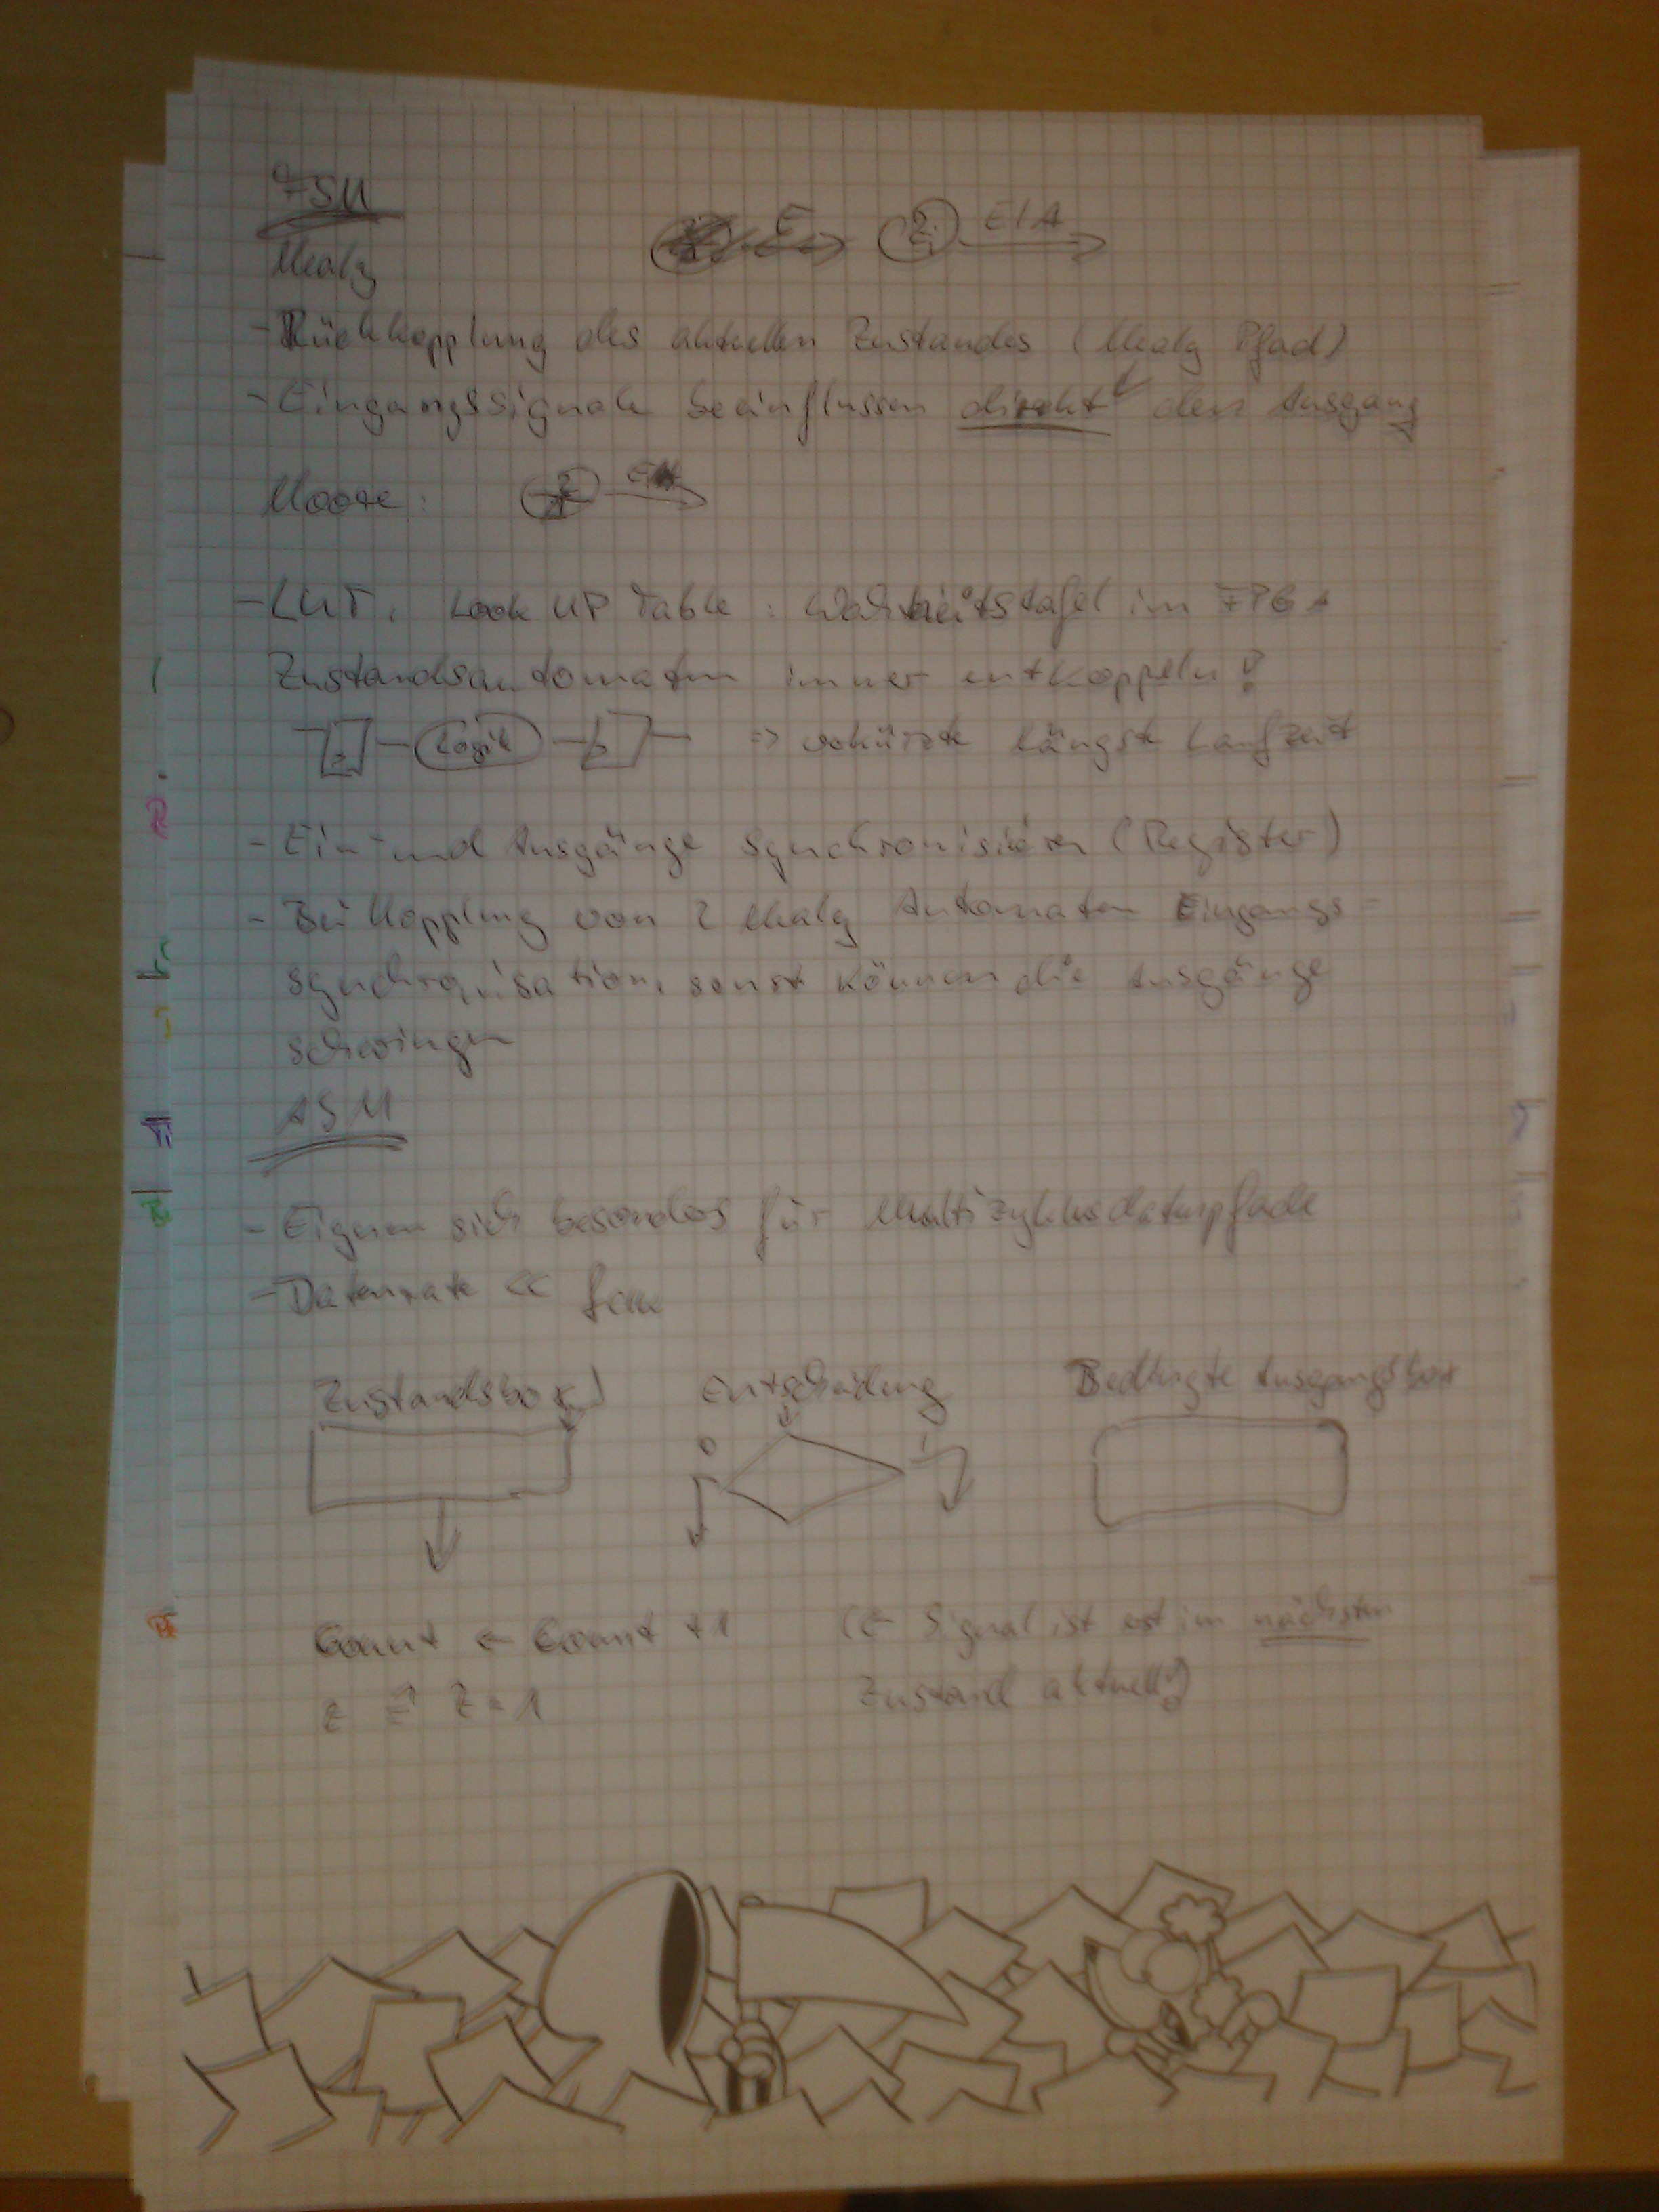 FSM
Mealy E Z E/A
- Rückkopplung des aktuellen Zustandes (Mealy Pfad)
- Eingangssignale beeinflussen direkt den Ausgang
Moore: Z E
- LUT, Look UP Table: Wahrheitstafel im FPGA
Zustandsautomaten immer entkoppeln!
Logik => verkürzte längste Laufzeit
- Ein- und Ausgänge synchronisieren (Register)
- Bei Kopplung von 2 Mealy Automaten Eingangs-
synchronisation, sonst können die Ausgänge
schwingen
ASM
- Eignen sich besonders für Multizyklusdatenpfade
- Datenrate <<
Zustandsbox Entscheidung Bedingte Ausgangsbox
0 1
Count ← Count +1 (← Signal ist erst im nächsten
Z ≙ Z=1 Zustand aktuell!)